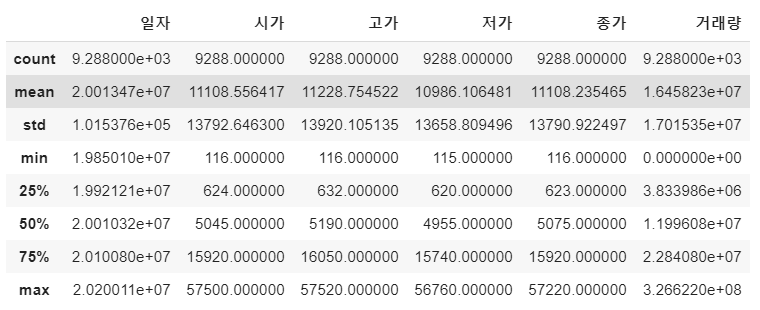 일자 시가 고가 저가 종가 거래량
count 9.288000e+03 9288.000000 9288.000000 9288.000000 9288.000000 9.288000e+03
mean 2.001347e+07 11108.556417 11228.754522 10986.106481 11108.235465 1.645823e+07
std 1.015376e+05 13792.646300 13920.105135 13658.809496 13790.922497 1.701535e+07
min 1.985010e+07 116.000000 116.000000 115.000000 116.000000 0.000000e+00
25% 1.992121e+07 624.000000 632.000000 620.000000 623.000000 3.833986e+06
50% 2.001032e+07 5045.000000 5190.000000 4955.000000 5075.000000 1.199608e+07
75% 2.010080e+07 15920.000000 16050.000000 15740.000000 15920.000000 2.284080e+07
max 2.020011e+07 57500.000000 57520.000000 56760.000000 57220.000000 3.266220e+08